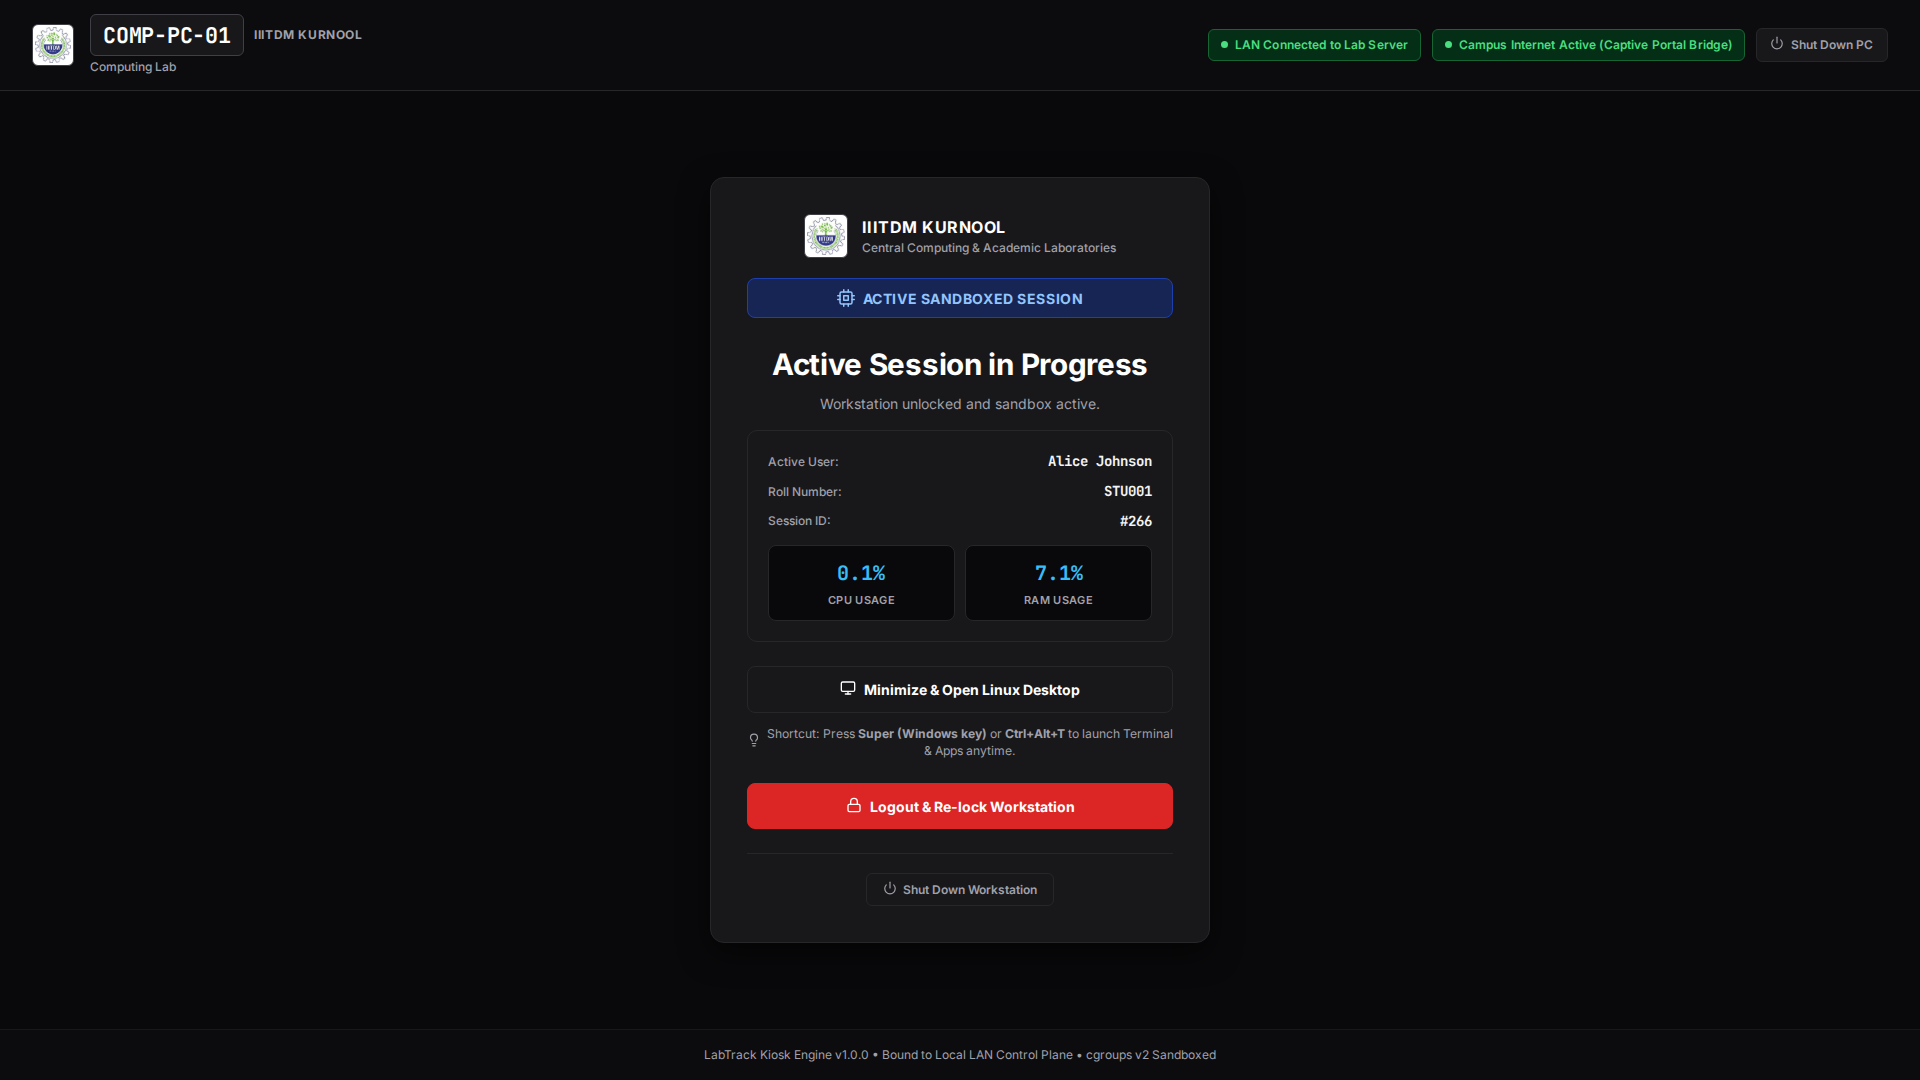 COMP-PC-01 IIITDM KURNOOL
Computing Lab
LAN Connected to Lab Server
Campus Internet Active (Captive Portal Bridge)
Shut Down PC
IIITDM KURNOOL
Central Computing & Academic Laboratories
ACTIVE SANDBOXED SESSION
Active Session in Progress
Workstation unlocked and sandbox active.
Active User: Alice Johnson
Roll Number: STU001
Session ID: #266
0.1% 7.1%
CPU USAGE RAM USAGE
Minimize & Open Linux Desktop
Shortcut: Press Super (Windows key) or Ctrl+Alt+T to launch Terminal
& Apps anytime.
Logout & Re-lock Workstation
Shut Down Workstation
LabTrack Kiosk Engine v1.0.0 • Bound to Local LAN Control Plane • cgroups v2 Sandboxed